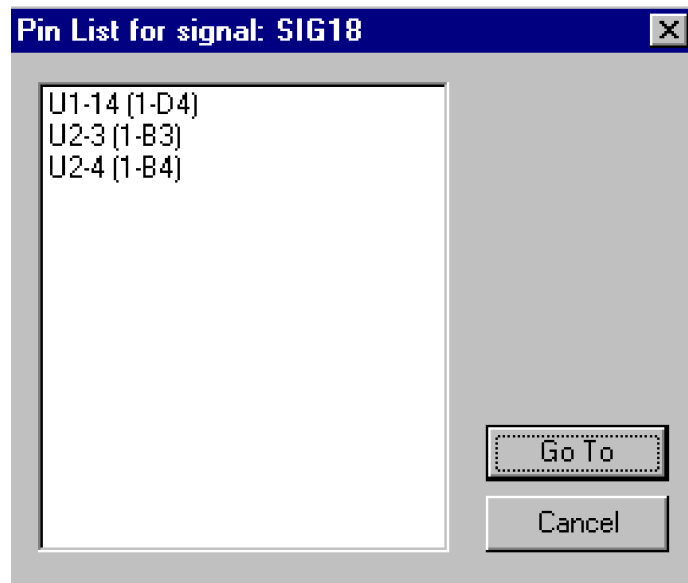 Pin List for signal: SIG18
U1-14 (1-D4)
U2-3 (1-B3)
U2-4 (1-B4)
Go To
Cancel